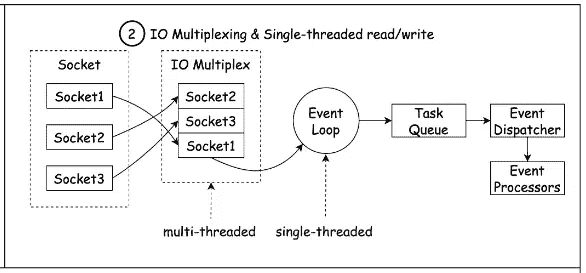 2 IO Multiplexing & Single-threaded read/write
Socket
Socket1
Socket2
Socket3
IO Multiplex
Socket2
Socket3
Socket1
Event
Loop
Task
Queue
Event
Dispatcher
Event
Processors
multi-threaded
single-threaded